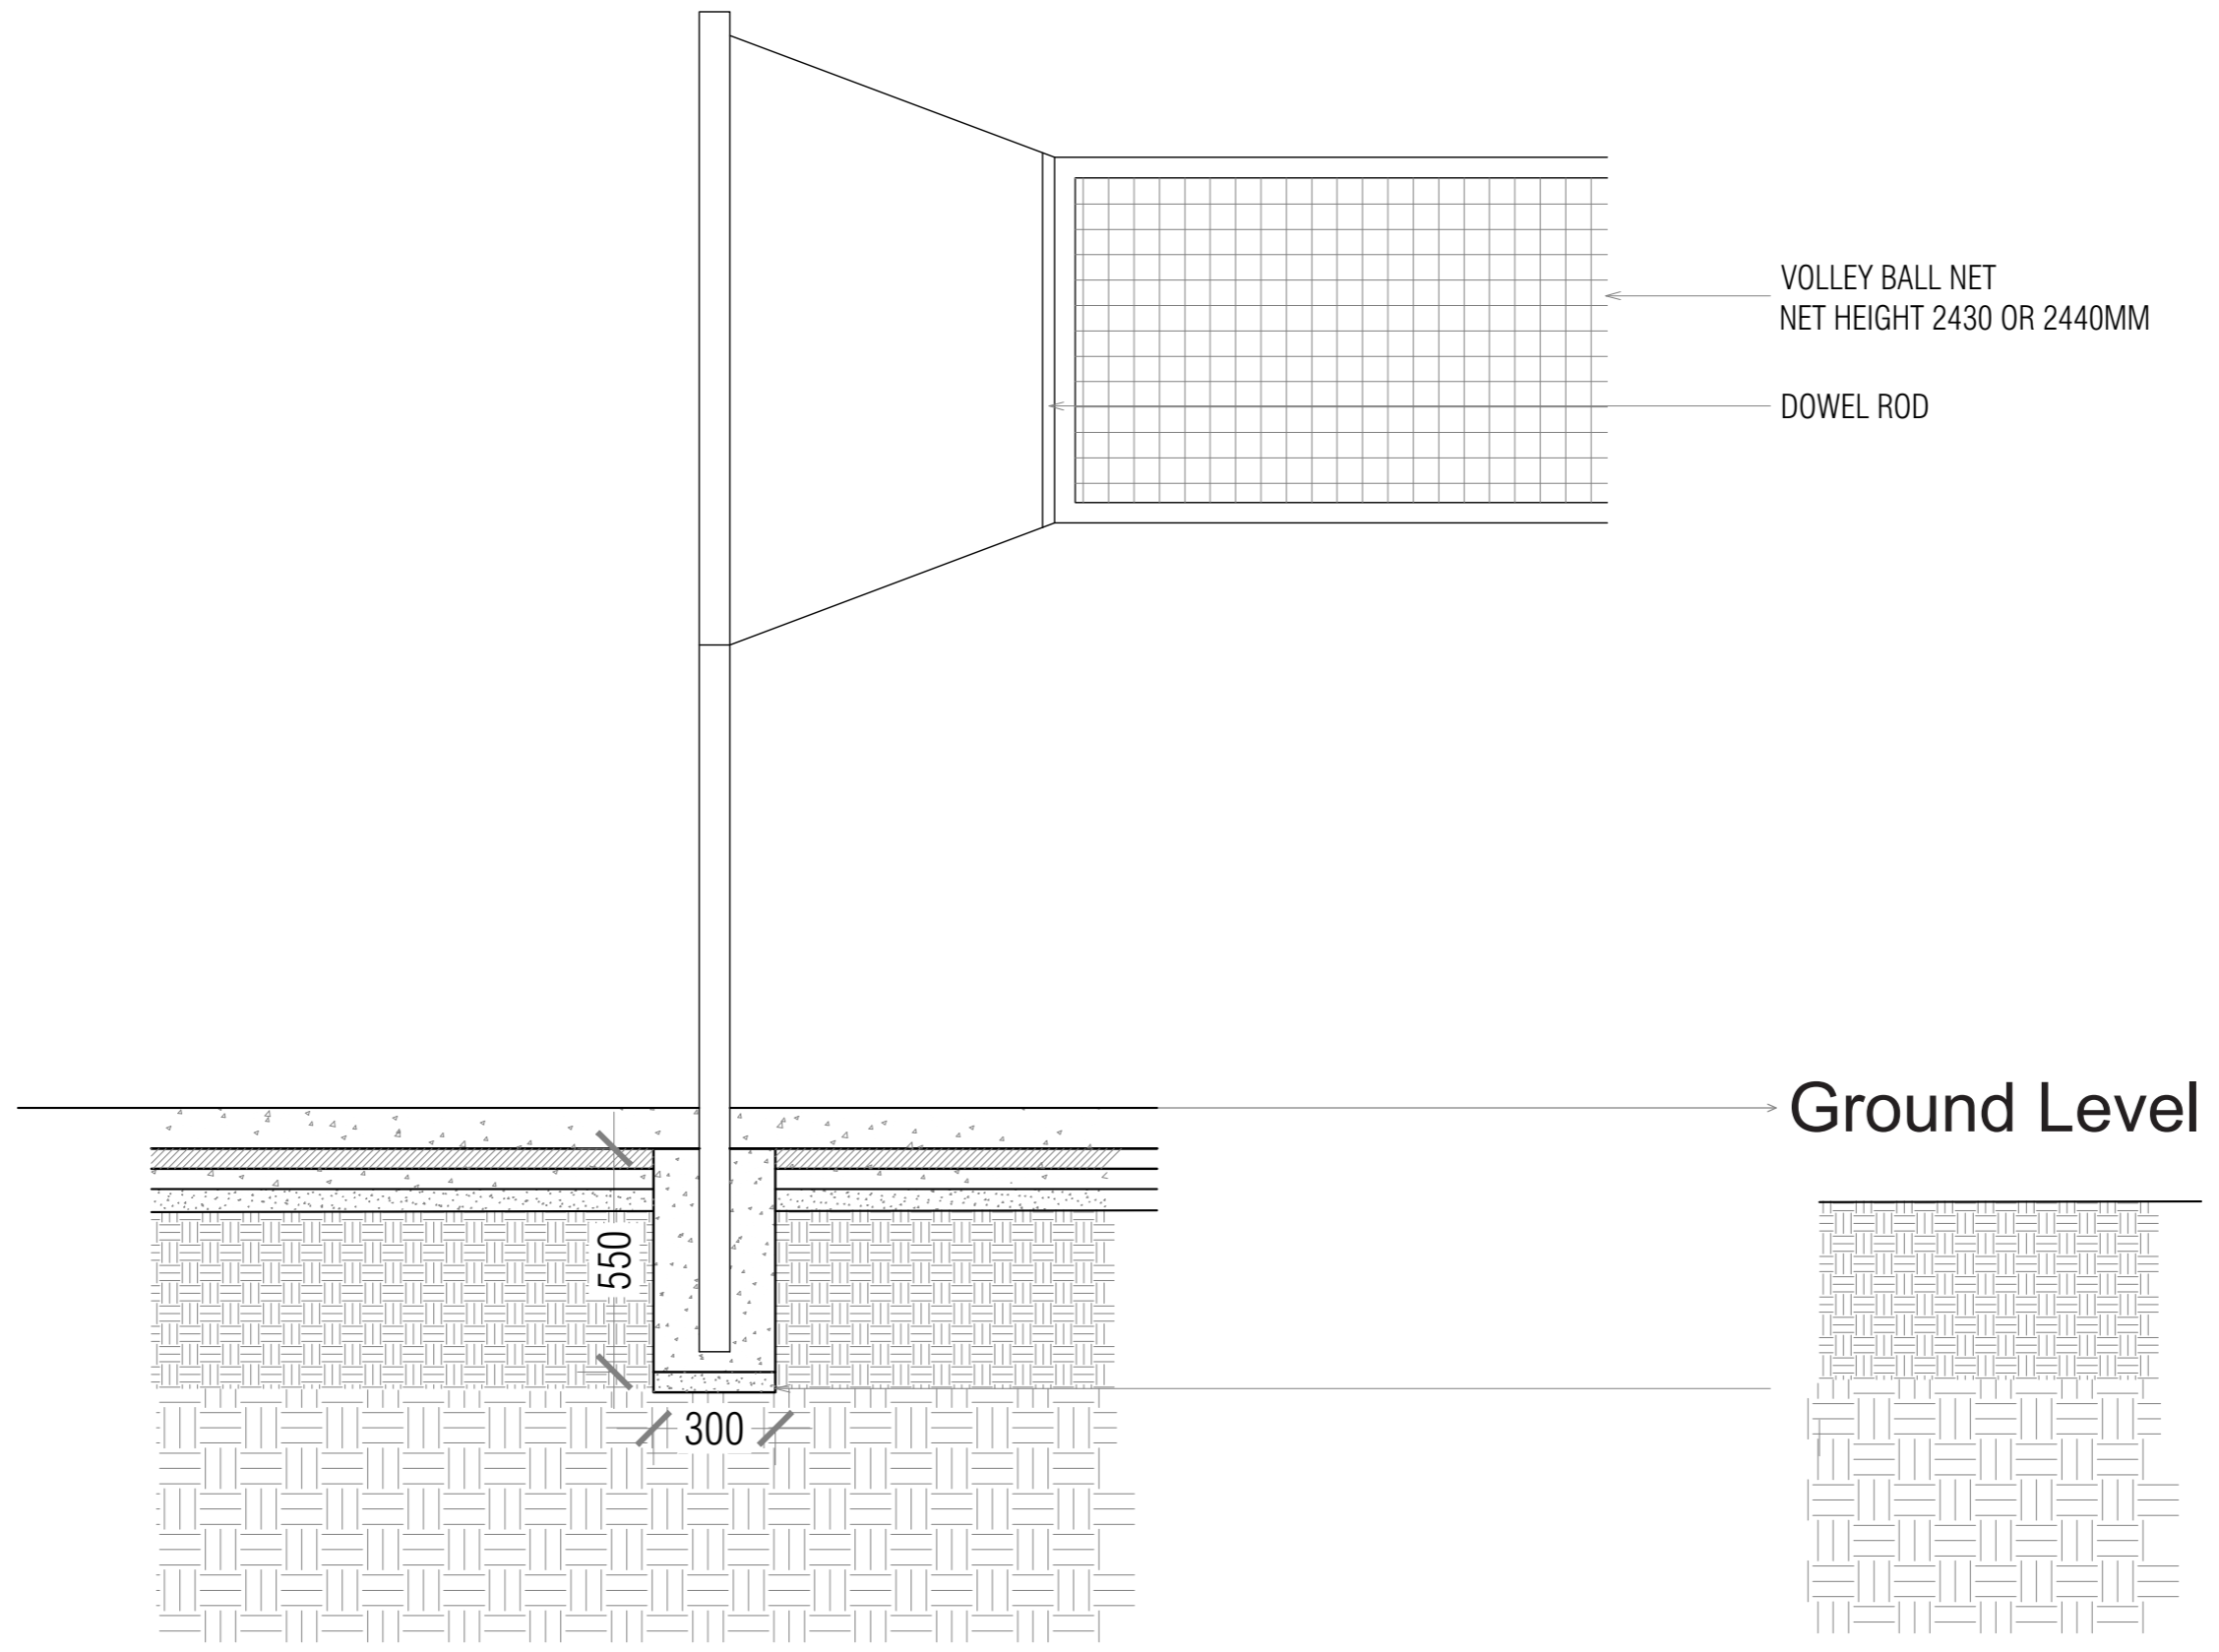 VOLLEY BALL NET
NET HEIGHT 2430 OR 2440MM
DOWEL ROD
Ground Level
550
300